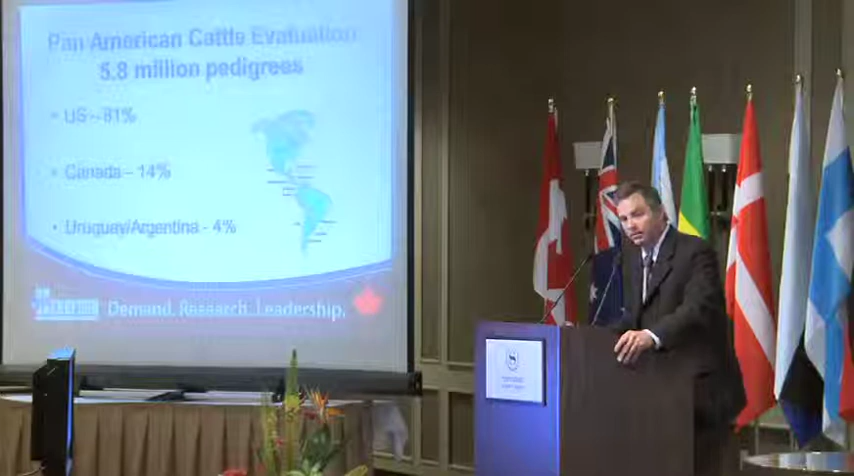 Pan American Cattle Evaluation
5.8 million pedigrees
• US – 81%
• Canada – 14%
• Uruguay/Argentina - 4%
Demand. Research. Leadership.